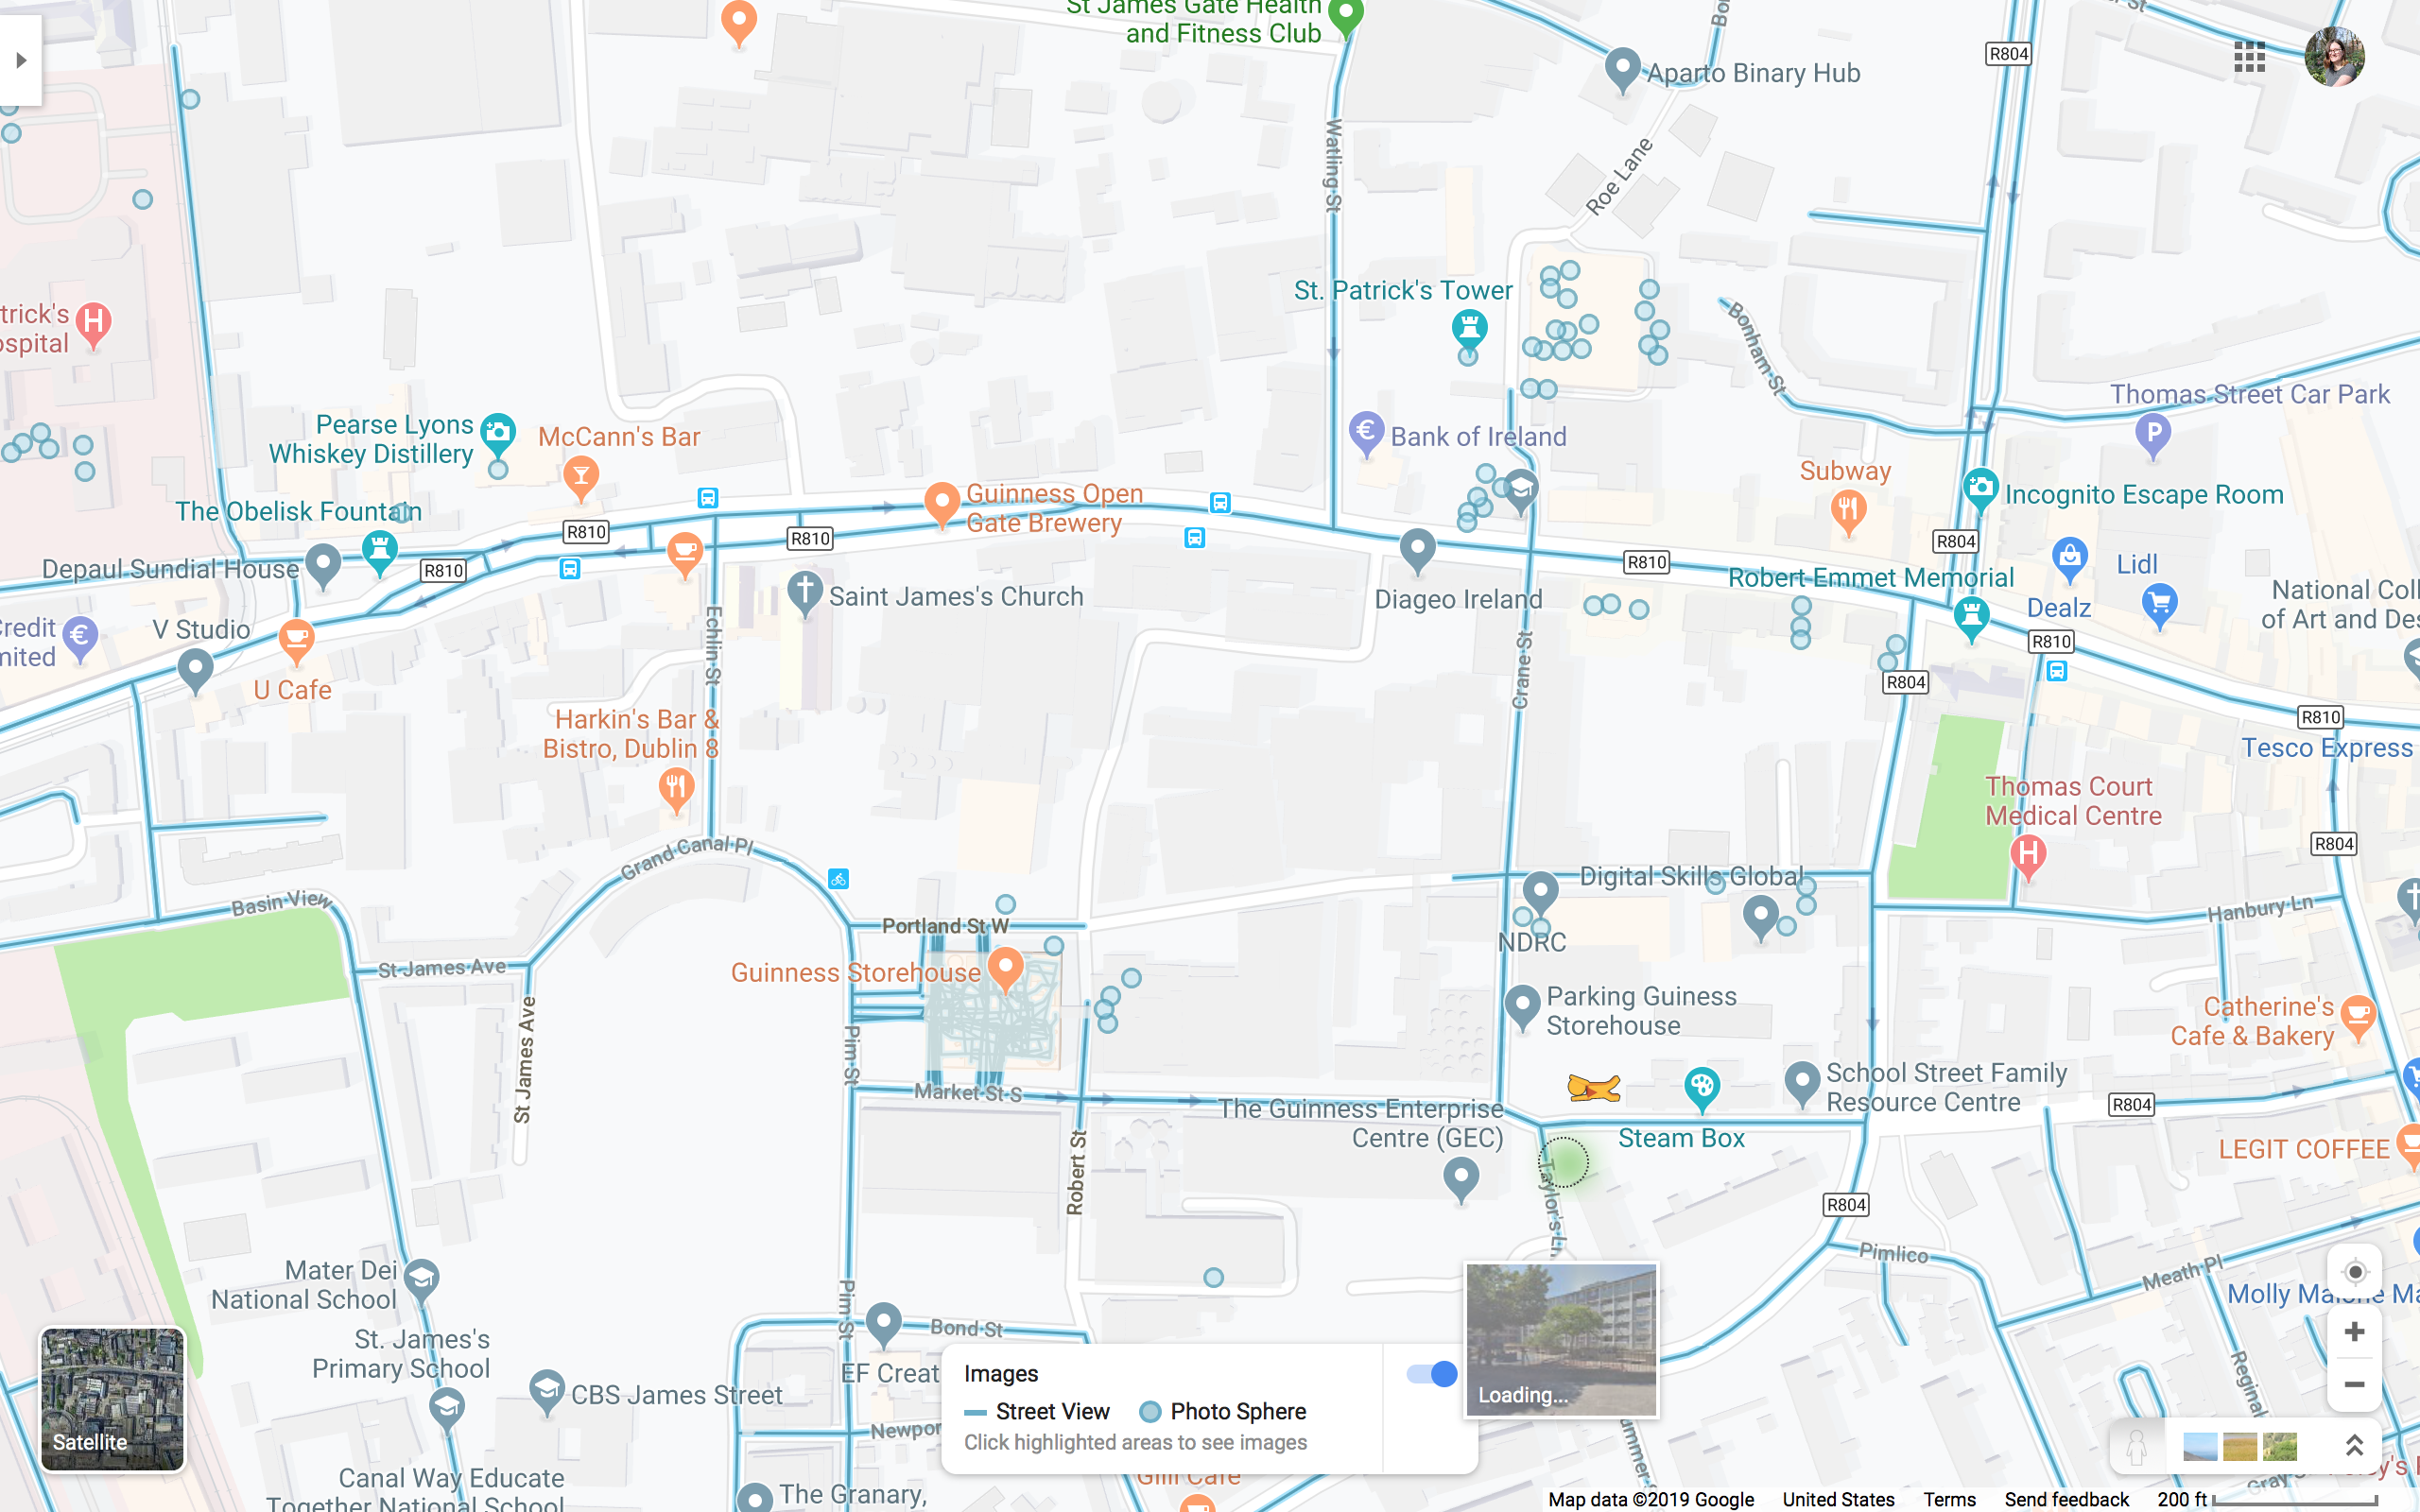 St James Gate Health
and Fitness Club
Aparto Binary Hub
R804
Watling St
Roe Lane
St. Patrick's Tower
Bonham St
trick's
ospital
Thomas Street Car Park
Pearse Lyons
Whiskey Distillery
McCann's Bar
Bank of Ireland
Subway
The Obelisk Fountain
Guinness Open
Gate Brewery
Incognito Escape Room
R810
R810
R804
Depaul Sundial House
R810
R810
Robert Emmet Memorial
Lidl
Dealz
National Coll
of Art and Des
Saint James's Church
Diageo Ireland
Credit
mited
V Studio
U Cafe
Echlin St
Crane St
R810
R804
Harkin's Bar &
Bistro, Dublin 8
R810
Tesco Express
Thomas Court
Medical Centre
R804
Grand Canal Pl
Digital Skills Global
Basin View
Portland St W
NDRC
Hanbury Ln
St James Ave
Guinness Storehouse
Parking Guiness
Storehouse
Catherine's
Cafe & Bakery
St James Ave
Pim St
Market St S
School Street Family
Resource Centre
R804
The Guinness Enterprise
Centre (GEC)
Steam Box
LEGIT COFFEE
Robert St
Taylor's Ln
R804
Pimlico
Meath Pl
Mater Dei
National School
Pim St
Bond St
St. James's
Primary School
EF Creat
CBS James Street
Images
Street View
Photo Sphere
Click highlighted areas to see images
Loading...
Satellite
Newpor
Canal Way Educate
Together National School
The Granary,
Map data ©2019 Google
United States
Terms
Send feedback
200 ft